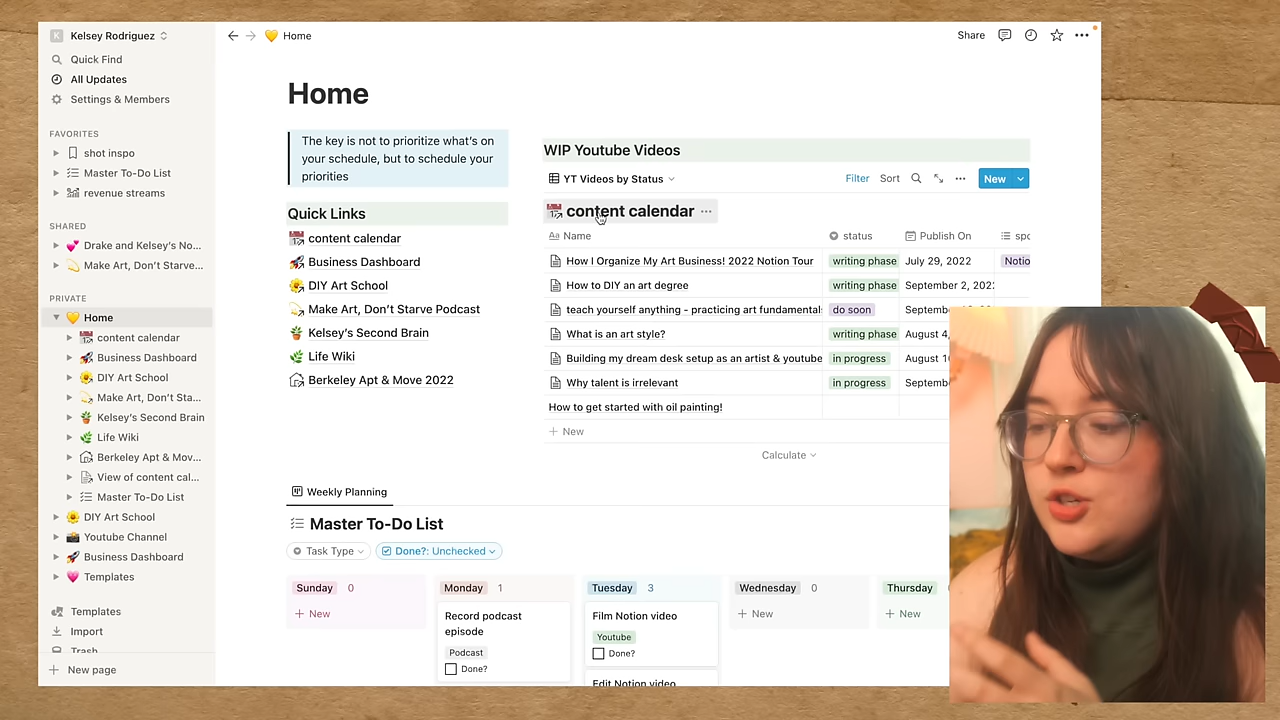 Kelsey Rodriguez
Quick Find
All Updates
Settings & Members
FAVORITES
shot inspo
Master To-Do List
revenue streams
SHARED
Drake and Kelsey's No...
Make Art, Don't Starve...
PRIVATE
Home
content calendar
Business Dashboard
DIY Art School
Make Art, Don't Sta...
Kelsey's Second Brain
Life Wiki
Berkeley Apt & Mov...
View of content cal...
Master To-Do List
DIY Art School
Youtube Channel
Business Dashboard
Templates
Templates
Import
Trash
New page
Home
Share
Home
The key is not to prioritize what's on
your schedule, but to schedule your
priorities
Quick Links
content calendar
Business Dashboard
DIY Art School
Make Art, Don't Starve Podcast
Kelsey's Second Brain
Life Wiki
Berkeley Apt & Move 2022
WIP Youtube Videos
YT Videos by Status
Filter Sort New
content calendar
Aa Name status Publish On spo
How I Organize My Art Business! 2022 Notion Tour writing phase July 29, 2022 Notio
How to DIY an art degree writing phase September 2, 202
teach yourself anything - practicing art fundamentals do soon Septemb
What is an art style? writing phase August 4,
Building my dream desk setup as an artist & youtube in progress August 1
Why talent is irrelevant in progress Septemb
How to get started with oil painting!
+ New
Calculate
Weekly Planning
Master To-Do List
Task Type Done?: Unchecked
Sunday 0 Monday 1 Tuesday 3 Wednesday 0 Thursday
+ New
Record podcast
episode
Podcast
Done?
Film Notion video
Youtube
Done?
Edit Notion video
+ New
+ New